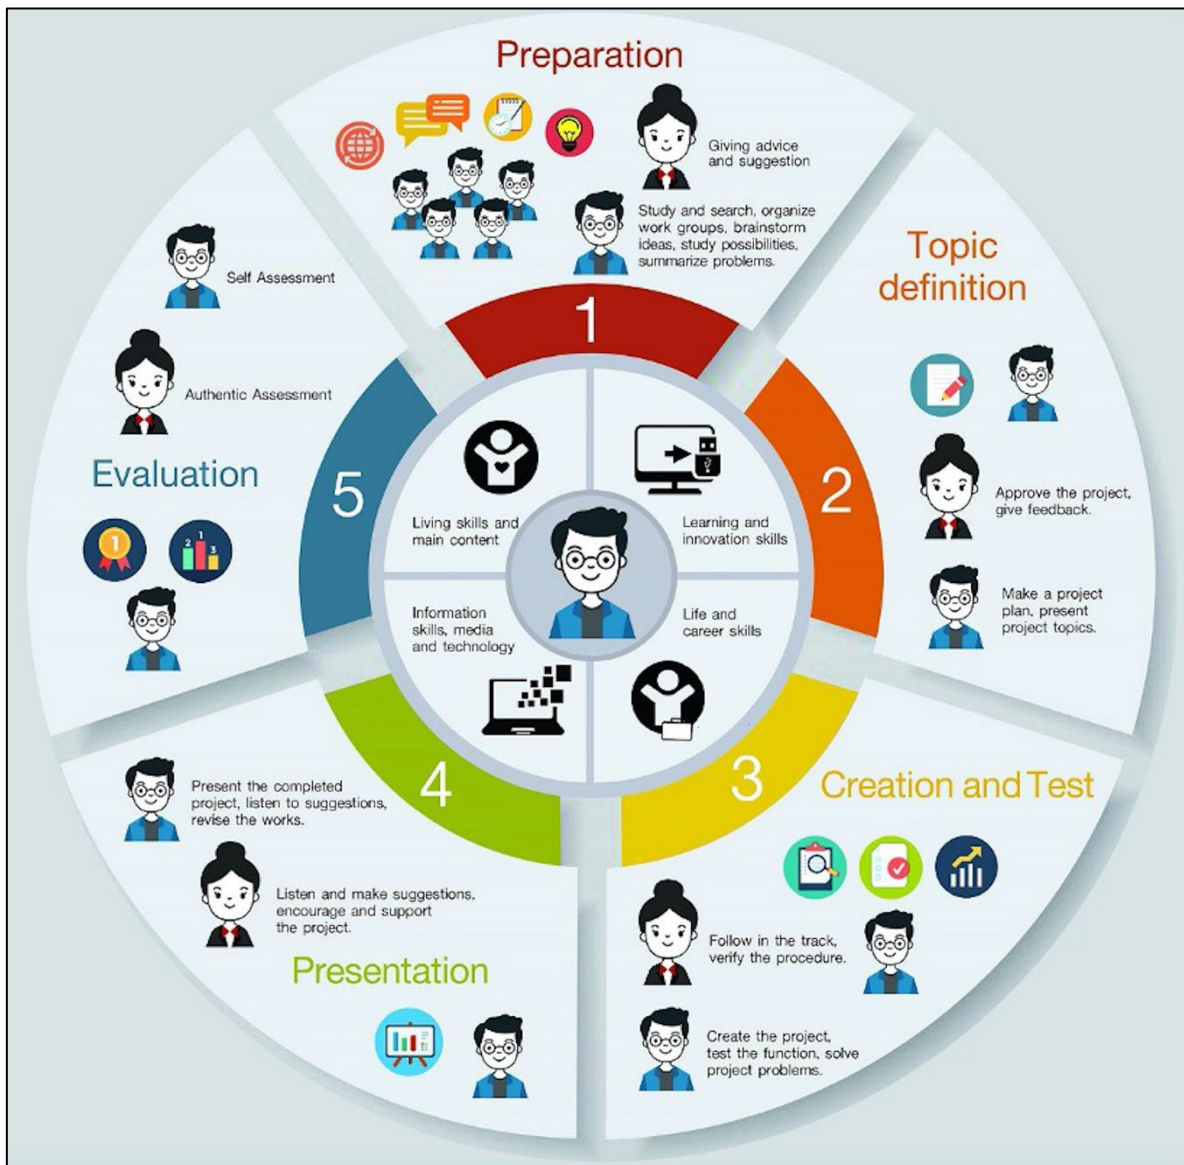 Preparation
Giving advice
and suggestion
Study and search, organize
work groups, brainstorm
ideas, study possibilities,
summarize problems.
1
Topic
definition
Approve the project,
give feedback.
Make a project
plan, present
project topics.
2
Creation and Test
Follow in the track,
verify the procedure.
Create the project,
test the function, solve
project problems.
3
Present the completed
project, listen to suggestions,
revise the works.
Listen and make suggestions,
encourage and support
the project.
Presentation
4
Self Assessment
Authentic Assessment
Evaluation
1
2
3
5
Living skills and
main content
Learning and
innovation skills
Information
skills, media
and technology
Life and
career skills